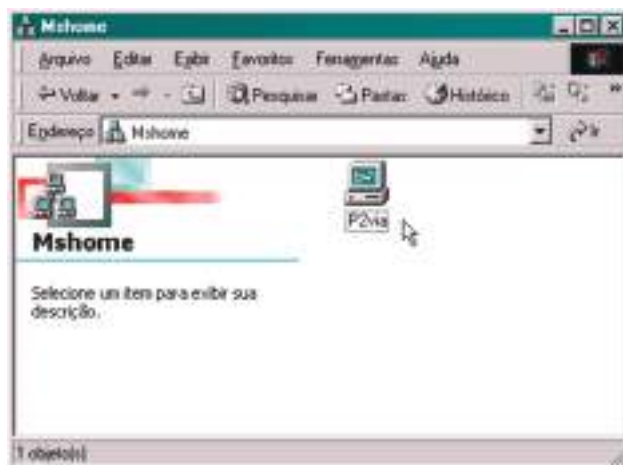 Mshome
Arquivo Editar Exibir Favoritos Ferramentas Ajuda
Voltar Pesquisar Pastas Histórico
Endereço Mshome Ir
Mshome
P2via
Selecione um item para exibir sua
descrição.
1 objeto(s)